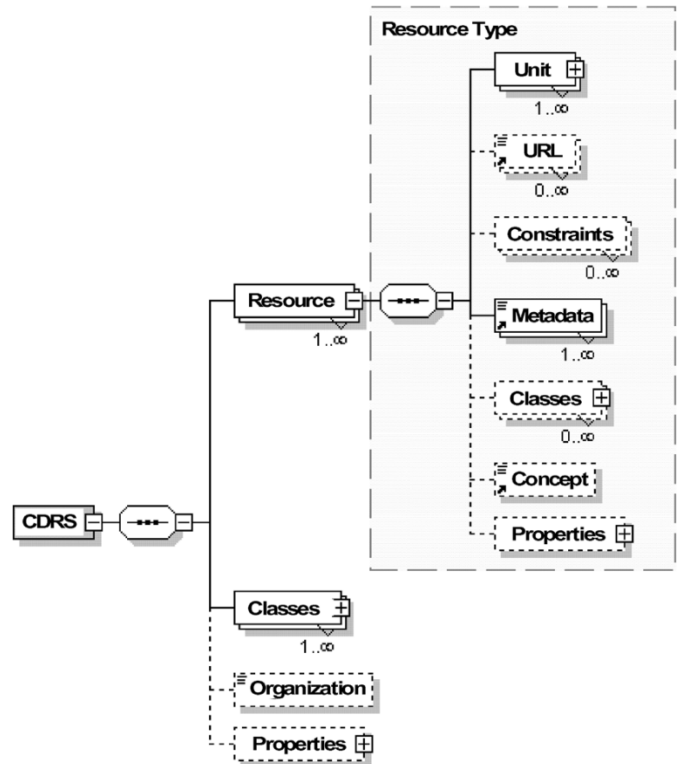 Resource Type
Unit
1..∞
URL
0..∞
Constraints
0..∞
Resource
1..∞
Metadata
1..∞
Classes
0..∞
Concept
CDRS
Properties
Classes
1..∞
Organization
Properties